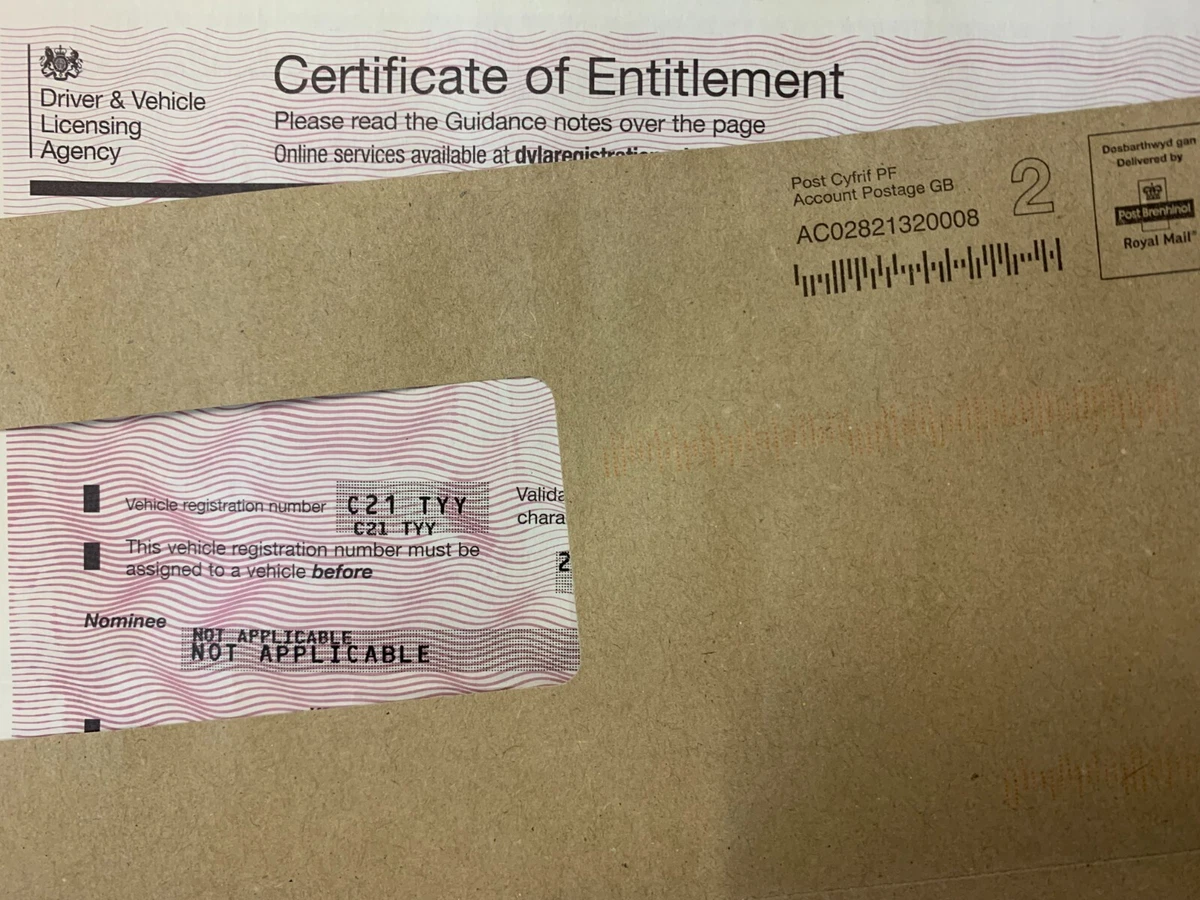 Driver & Vehicle
Licensing
Agency
Certificate of Entitlement
Please read the Guidance notes over the page
Online services available at
Post Cyfrif PF
Account Postage GB
AC02821320008
2
Dosbarthwyd gan
Delivered by
Post Brenhinol
Royal Mail
Vehicle registration number C21 TYY
C21 TYY
This vehicle registration number must be
assigned to a vehicle before
Valida
chara
2
Nominee
NOT APPLICABLE
NOT APPLICABLE